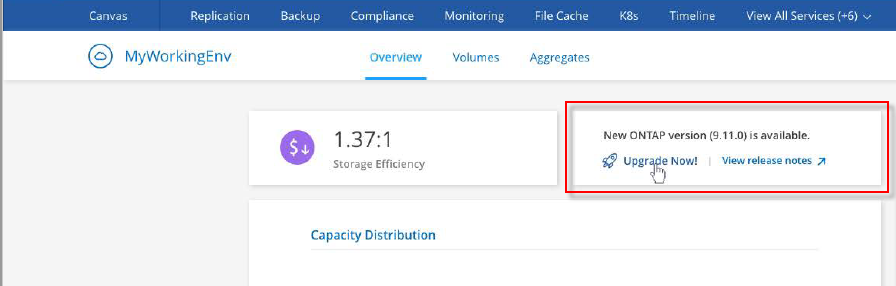 Canvas Replication Backup Compliance Monitoring File Cache K8s Timeline View All Services (+6)
MyWorkingEnv Overview Volumes Aggregates
1.37:1
Storage Efficiency
New ONTAP version (9.11.0) is available.
Upgrade Now! | View release notes
Capacity Distribution